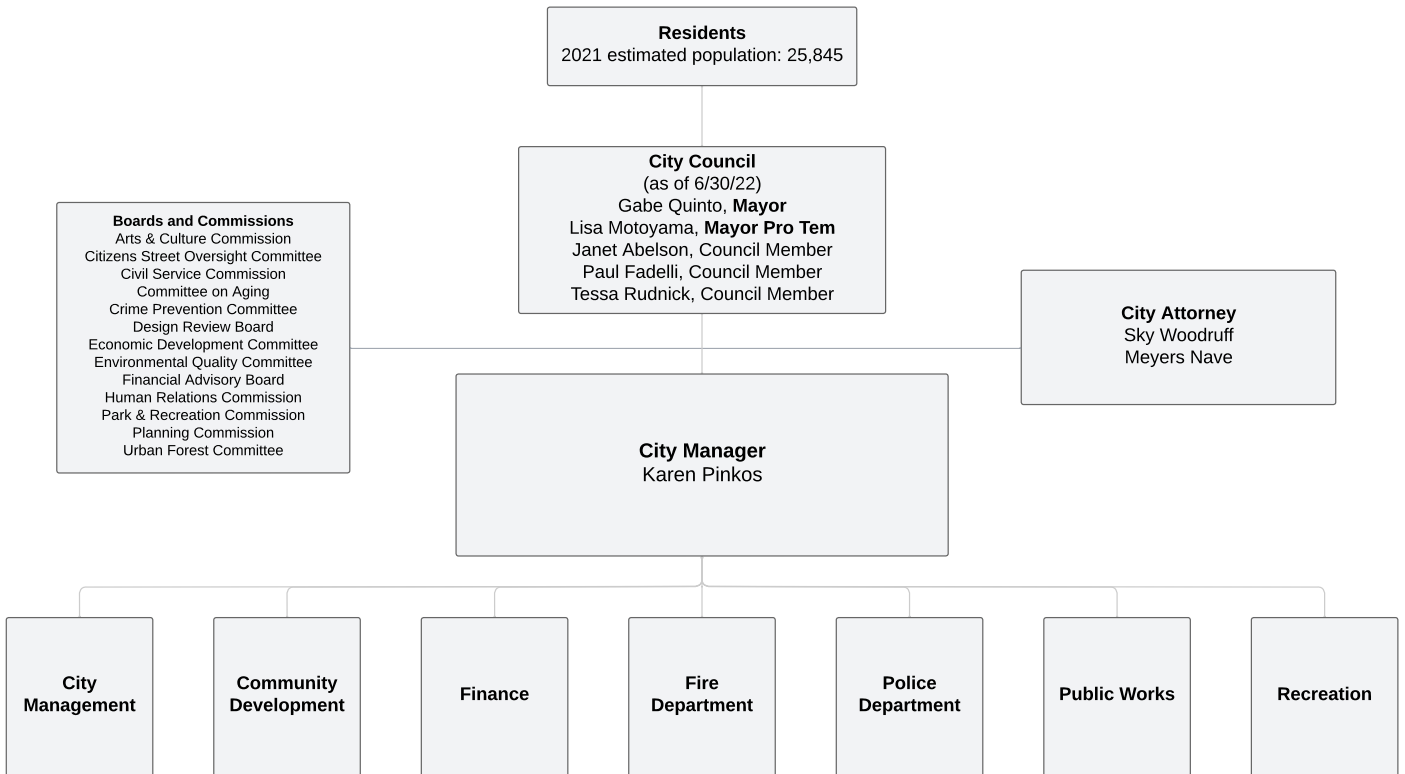 Residents
2021 estimated population: 25,845
City Council
(as of 6/30/22)
Gabe Quinto, Mayor
Lisa Motoyama, Mayor Pro Tem
Janet Abelson, Council Member
Paul Fadelli, Council Member
Tessa Rudnick, Council Member
Boards and Commissions
Arts & Culture Commission
Citizens Street Oversight Committee
Civil Service Commission
Committee on Aging
Crime Prevention Committee
Design Review Board
Economic Development Committee
Environmental Quality Committee
Financial Advisory Board
Human Relations Commission
Park & Recreation Commission
Planning Commission
Urban Forest Committee
City Attorney
Sky Woodruff
Meyers Nave
City Manager
Karen Pinkos
City
Management
Community
Development
Finance
Fire
Department
Police
Department
Public Works
Recreation